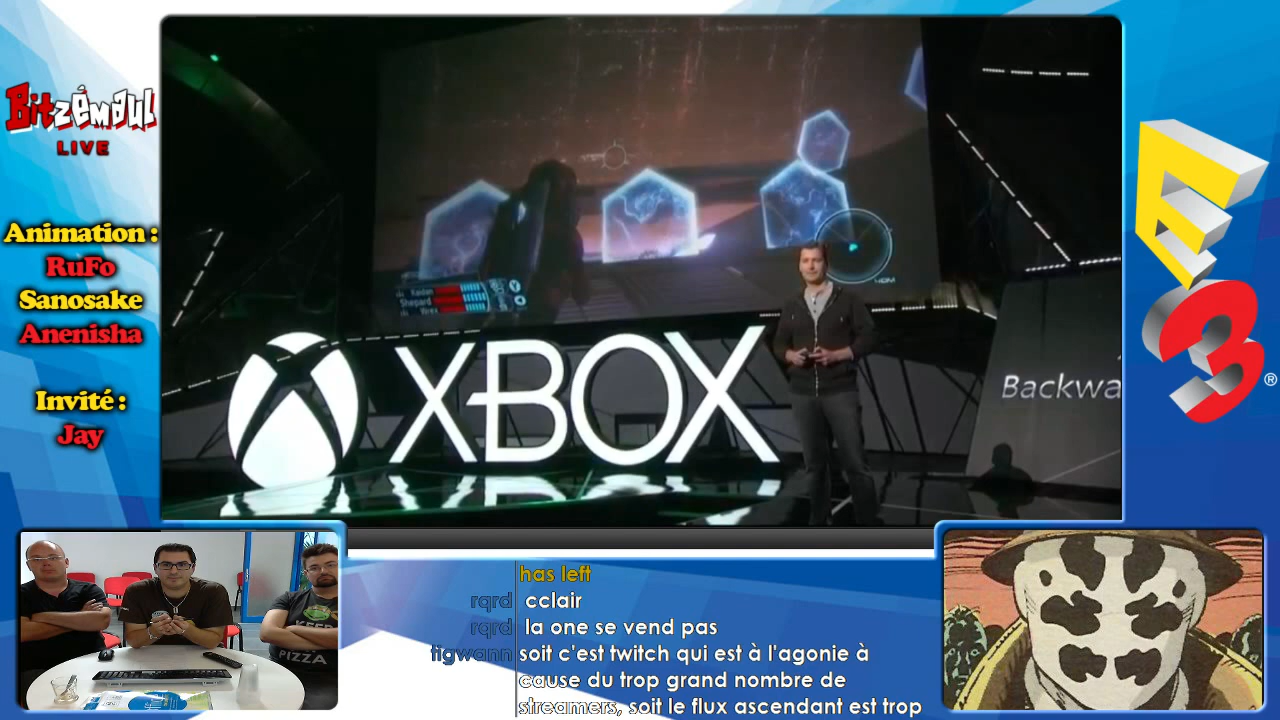 Bitzémoul
LIVE
Animation :
RuFo
Sanosake
Anenisha
Invité :
Jay
Kaidan
Shepard
Wrex
XBOX
Backwa
E3
®
KEEP
PIZZA
has left
rqrd cclair
rqrd la one se vend pas
tigwann soit c'est twitch qui est à l'agonie à
cause du trop grand nombre de
streamers, soit le flux ascendant est trop